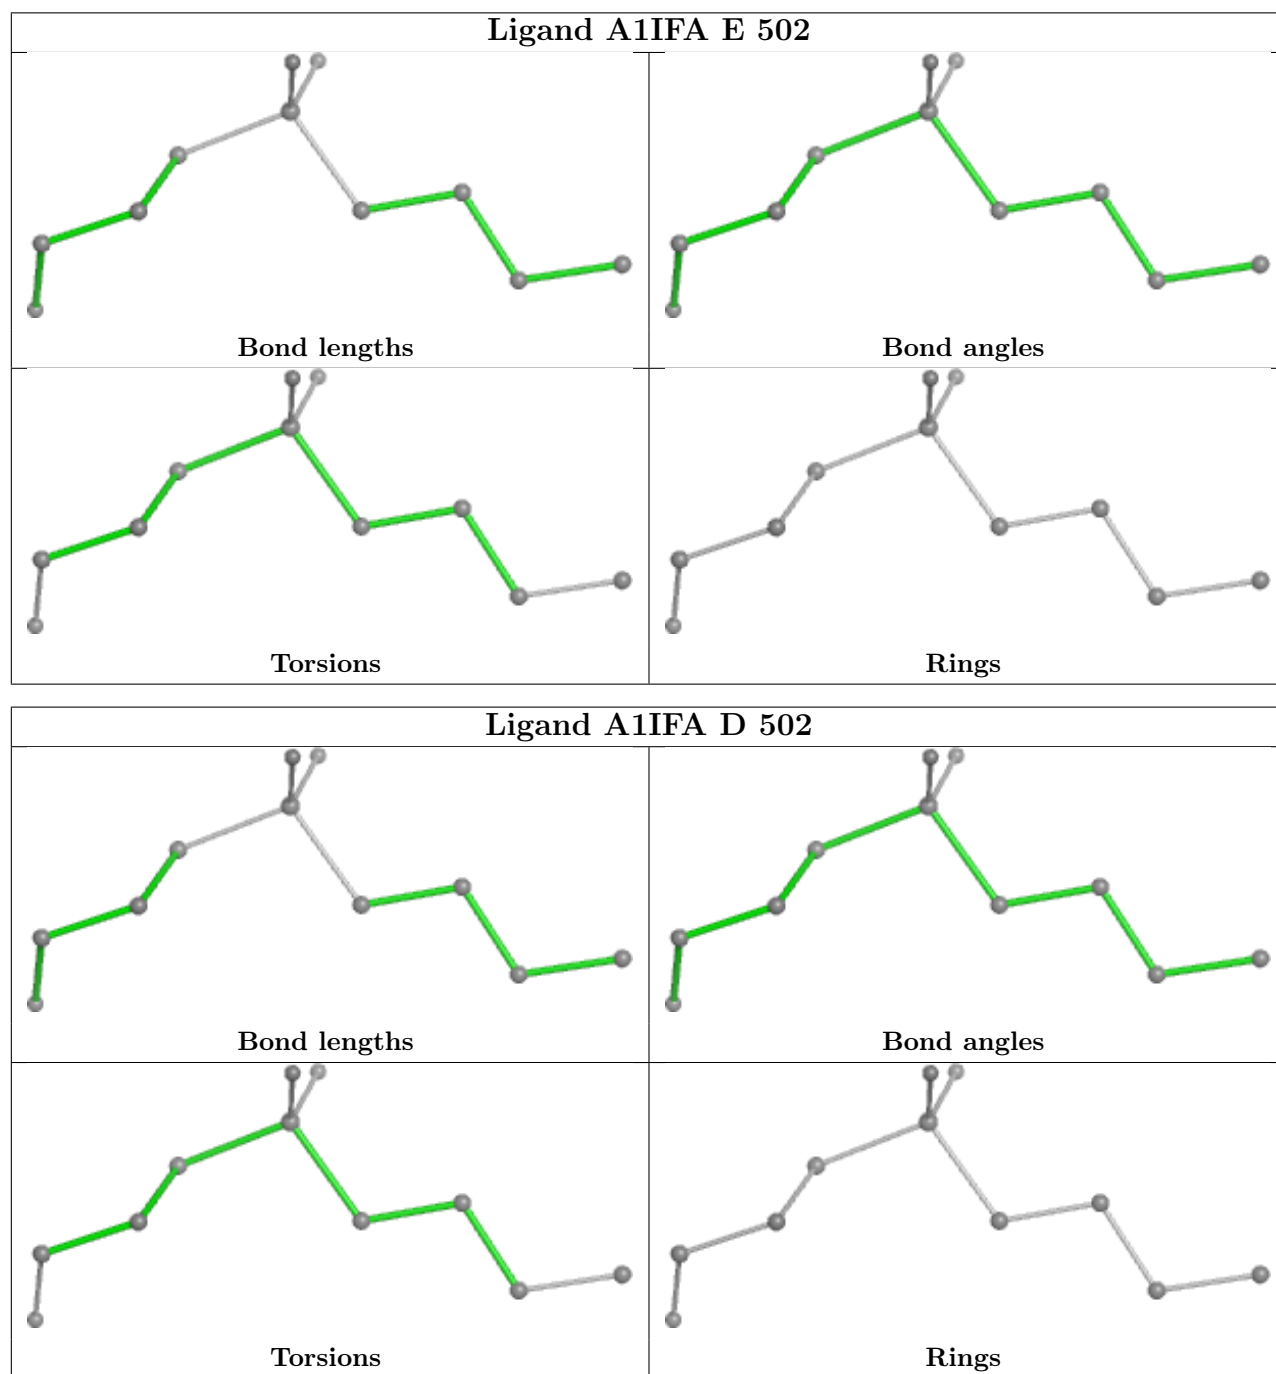 Ligand A1IFA E 502
Bond lengths
Bond angles
Torsions
Rings
Ligand A1IFA D 502
Bond lengths
Bond angles
Torsions
Rings